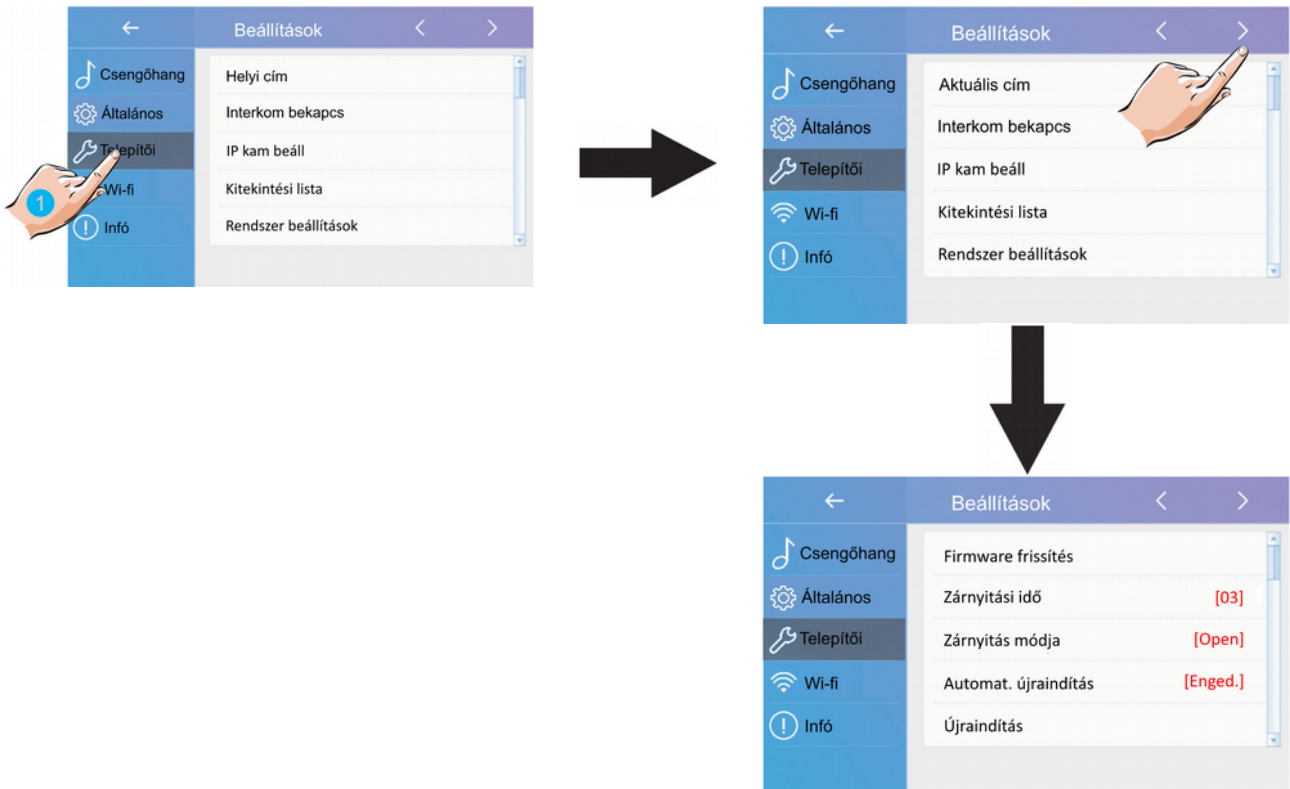 Beállítások
Csengőhang
Általános
Telepítői
Wi-fi
Infó
Helyi cím
Interkom bekapcs
IP kam beáll
Kitekintési lista
Rendszer beállítások
1
Beállítások
Csengőhang
Általános
Telepítői
Wi-fi
Infó
Aktuális cím
Interkom bekapcs
IP kam beáll
Kitekintési lista
Rendszer beállítások
Beállítások
Csengőhang
Általános
Telepítői
Wi-fi
Infó
Firmware frissítés
Zárnyitási idő [03]
Zárnyitás módja [Open]
Automat. újraindítás [Enged.]
Újraindítás